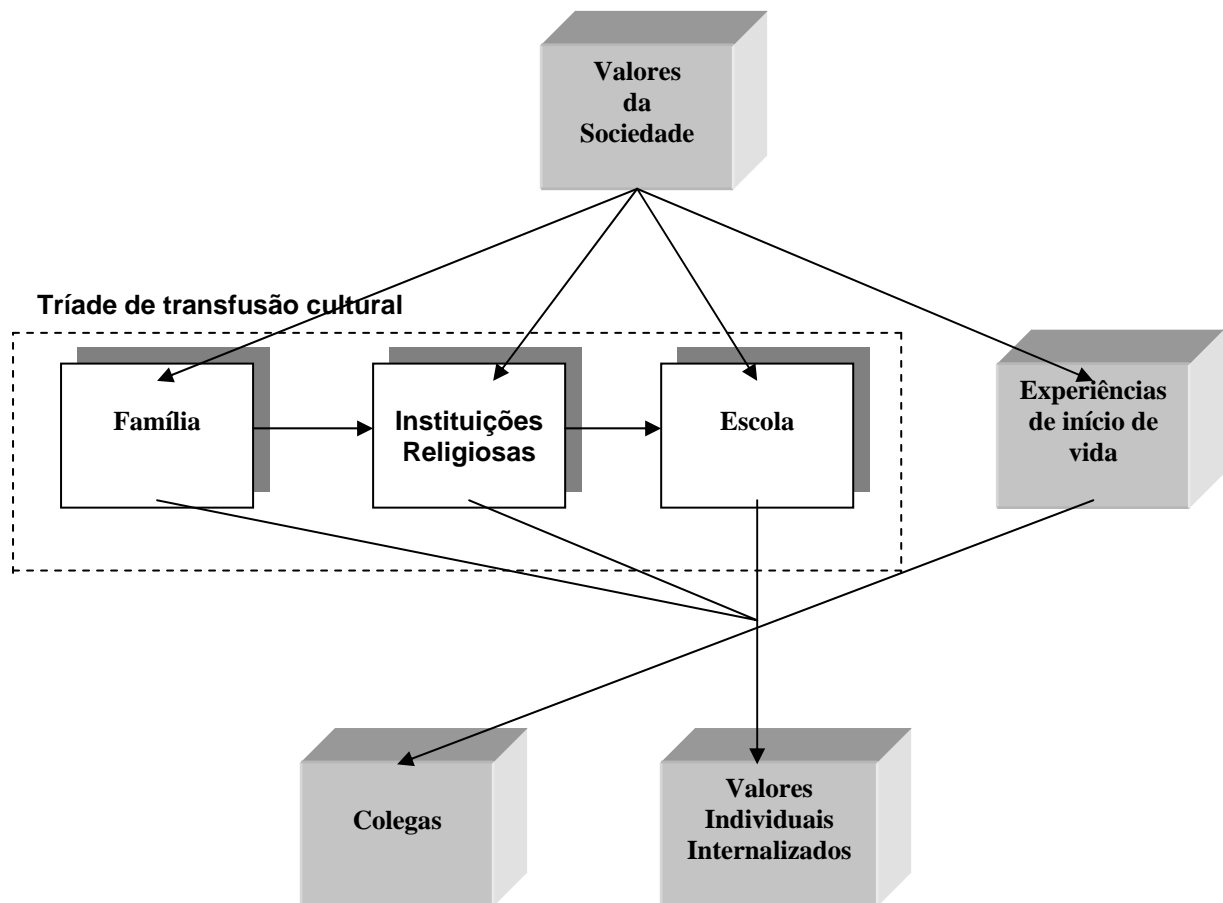 Valores
da
Sociedade
Tríade de transfusão cultural
Família
Instituições
Religiosas
Escola
Experiências
de início de
vida
Colegas
Valores
Individuais
Internalizados